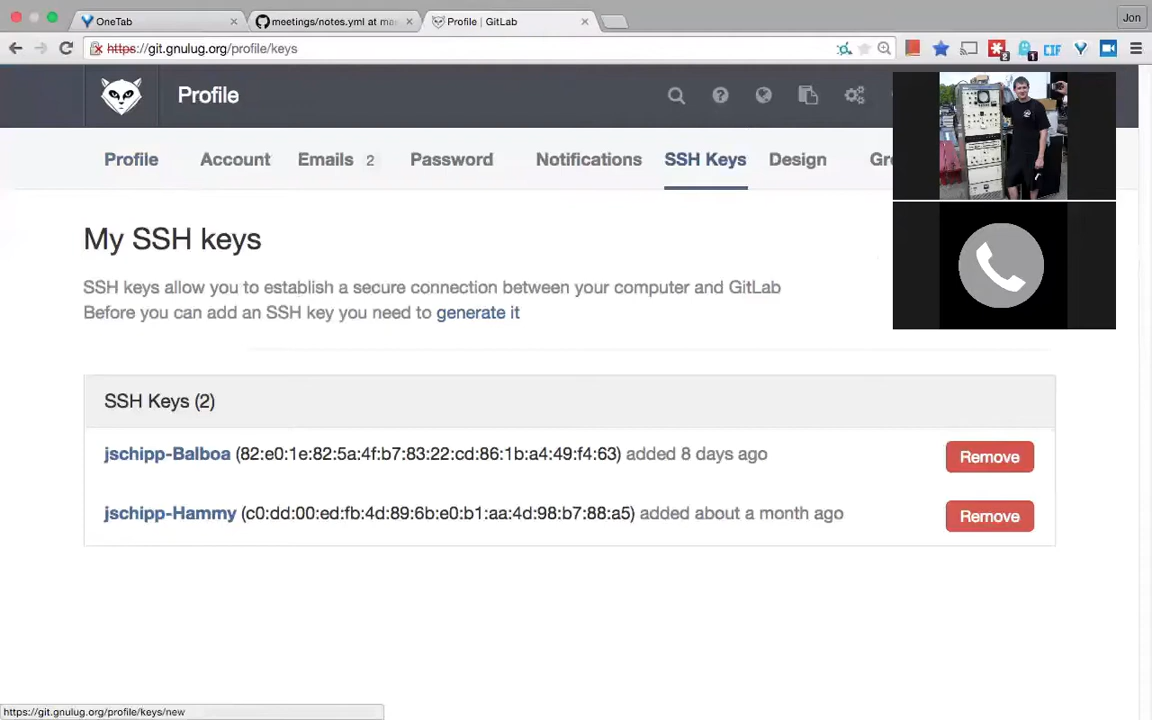 OneTab
meetings/notes.yml at ma
Profile | GitLab
Jon
https://git.gnulug.org/profile/keys
2
1
CIF
Profile
Profile
Account
Emails 2
Password
Notifications
SSH Keys
Design
Gr
My SSH keys
SSH keys allow you to establish a secure connection between your computer and GitLab
Before you can add an SSH key you need to generate it
SSH Keys (2)
jschipp-Balboa (82:e0:1e:82:5a:4f:b7:83:22:cd:86:1b:a4:49:f4:63) added 8 days ago
Remove
jschipp-Hammy (c0:dd:00:ed:fb:4d:89:6b:e0:b1:aa:4d:98:b7:88:a5) added about a month ago
Remove
https://git.gnulug.org/profile/keys/new